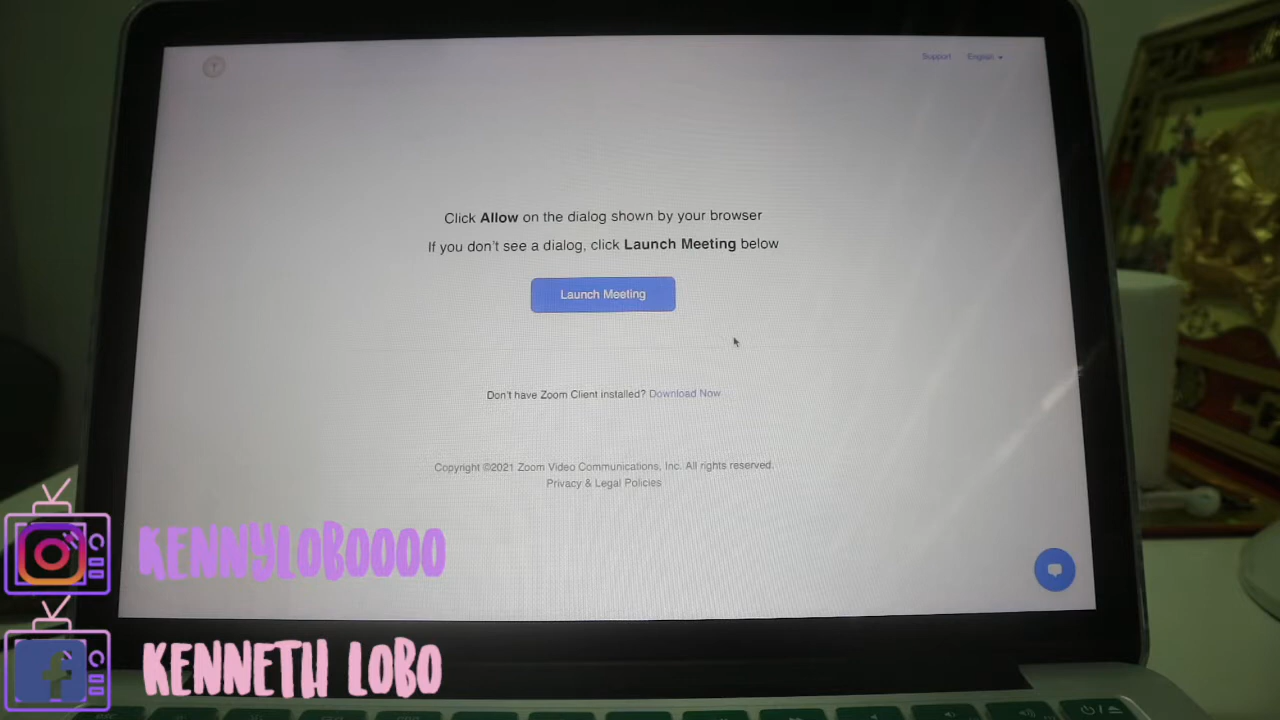 Support English
Click Allow on the dialog shown by your browser
If you don't see a dialog, click Launch Meeting below
Launch Meeting
Don't have Zoom Client installed? Download Now
Copyright ©2021 Zoom Video Communications, Inc. All rights reserved.
Privacy & Legal Policies
KENNYLOBOOOO
KENNETH LOBO